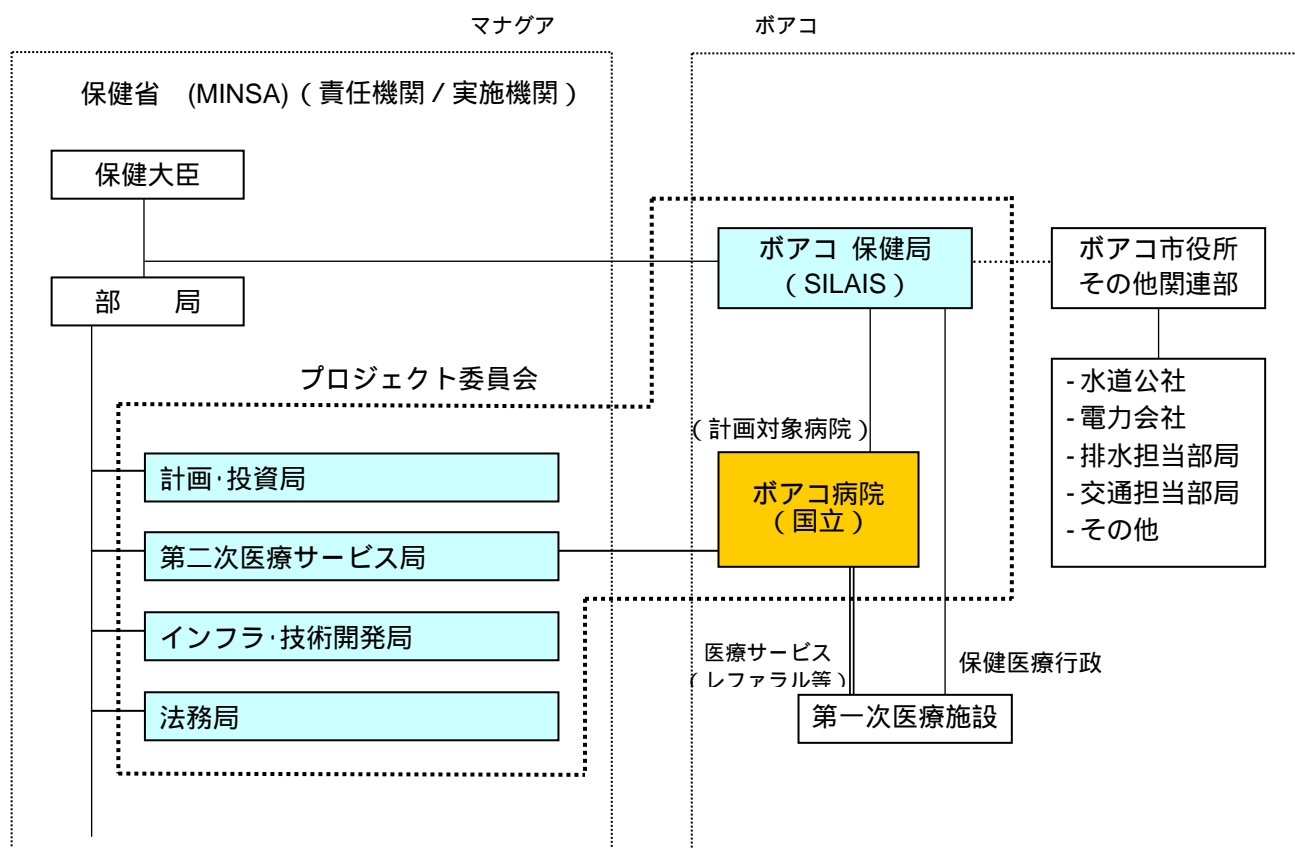 マナグア
ボアコ
保健省 (MINSA)（責任機関／実施機関）
保健大臣
部 局
プロジェクト委員会
計画・投資局
第二次医療サービス局
インフラ・技術開発局
法務局
ボアコ 保健局
（SILAIS）
（計画対象病院）
ボアコ病院
（国立）
医療サービス
（レファラル等）
保健医療行政
第一次医療施設
ボアコ市役所
その他関連部
- 水道公社
- 電力会社
- 排水担当部局
- 交通担当部局
- その他